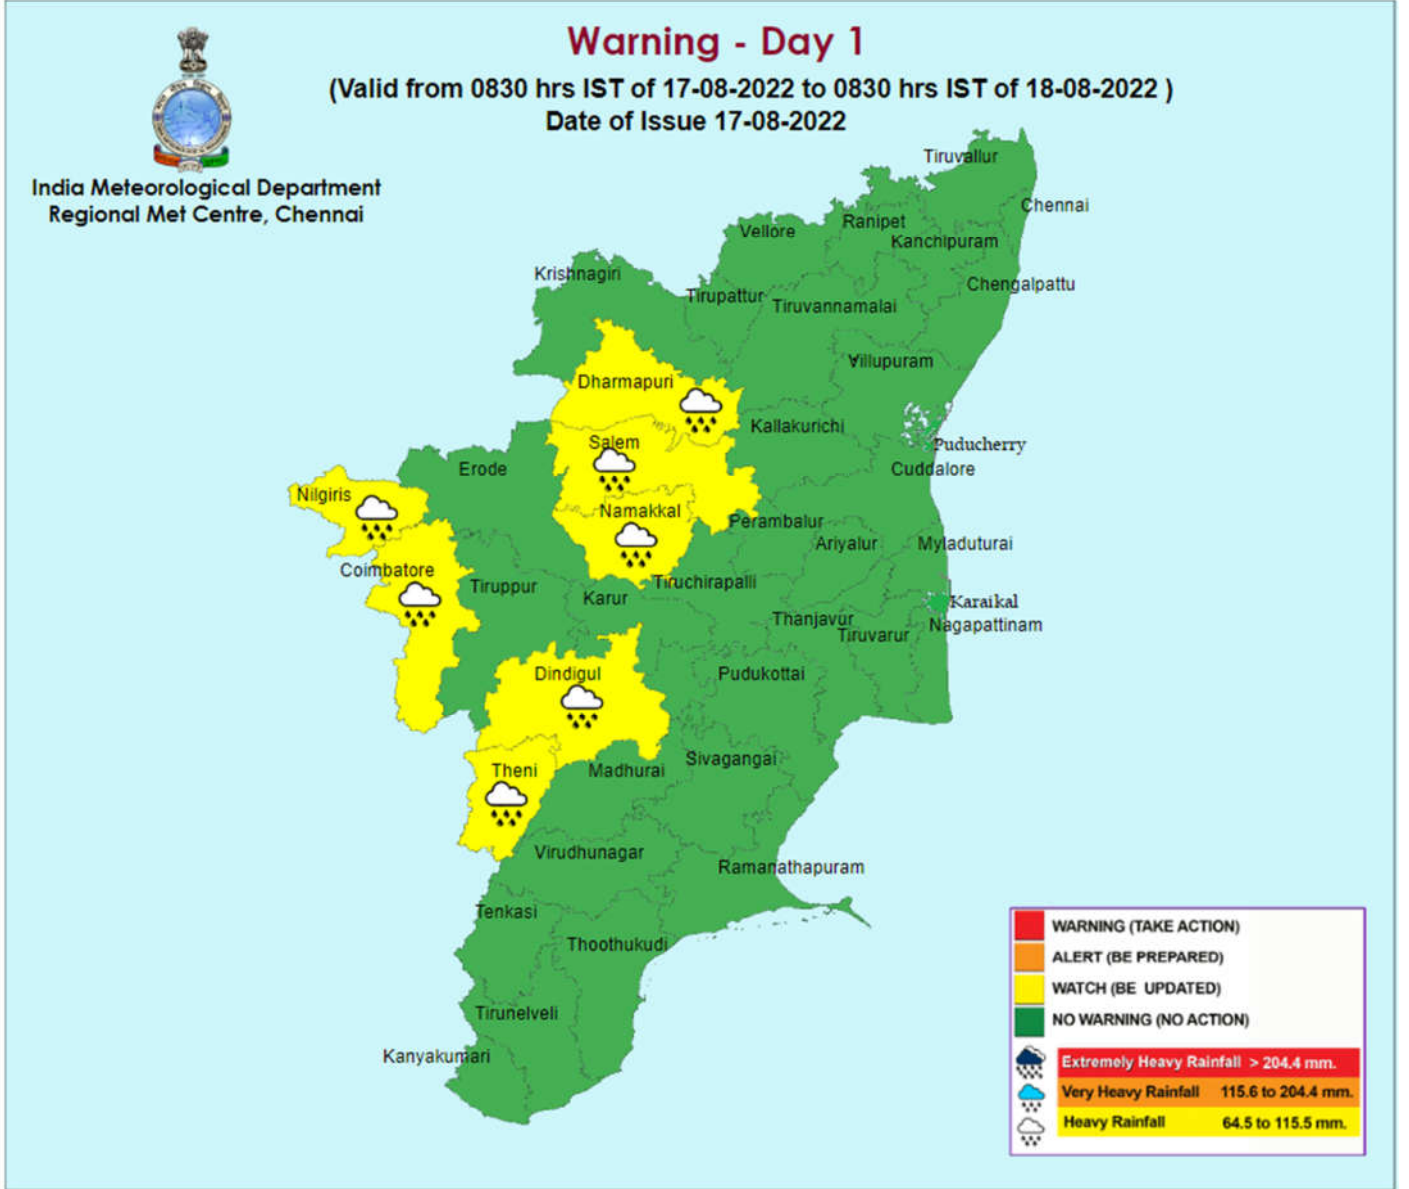 Warning - Day 1
(Valid from 0830 hrs IST of 17-08-2022 to 0830 hrs IST of 18-08-2022 )
Date of Issue 17-08-2022
India Meteorological Department
Regional Met Centre, Chennai
Tiruvallur
Chennai
Ranipet
Vellore
Kanchipuram
Krishnagiri
Chengalpattu
Tirupattur
Tiruvannamalai
Villupuram
Dharmapuri
Kallakurichi
Salem
Puducherry
Erode
Cuddalore
Nilgiris
Namakkal
Perambalur
Ariyalur
Myladuturai
Coimbatore
Tiruppur
Tiruchirapalli
Karur
Karaikal
Thanjavur
Nagapattinam
Tiruvarur
Dindigul
Pudukottai
Sivagangai
Theni
Madhurai
Virudhunagar
Ramanathapuram
Tenkasi
Thoothukudi
Tirunelveli
Kanyakumari
WARNING (TAKE ACTION)
ALERT (BE PREPARED)
WATCH (BE UPDATED)
NO WARNING (NO ACTION)
Extremely Heavy Rainfall > 204.4 mm.
Very Heavy Rainfall 115.6 to 204.4 mm.
Heavy Rainfall 64.5 to 115.5 mm.